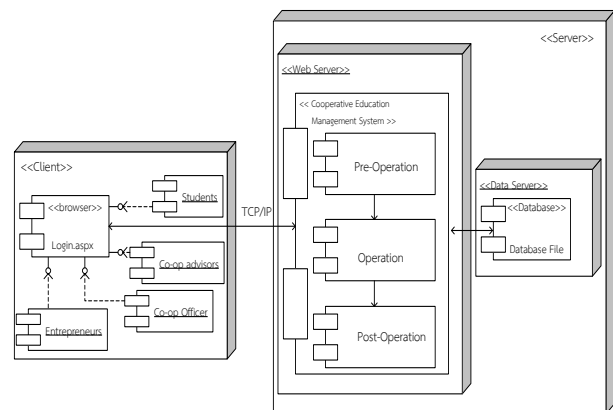 <<Server>>
<<Web Server>>
<< Cooperative Education
Management System >>
<<Client>>
Students
<<browser>>
Login.aspx
Co-op advisors
Co-op Officer
Entrepreneurs
TCP/IP
Pre-Operation
Operation
Post-Operation
<<Data Server>>
<<Database>>
Database File